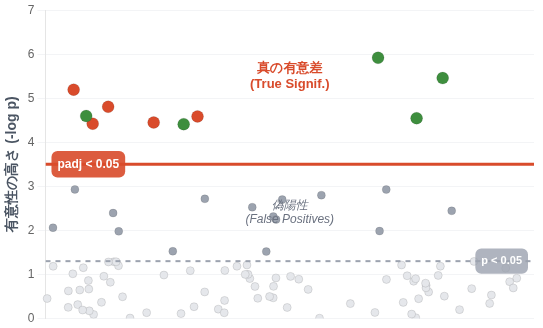 7
6
5
4
3
2
1
0
有意性の高さ (-log p)
真の有意差
(True Signif.)
padj < 0.05
偽陽性
(False Positives)
p < 0.05